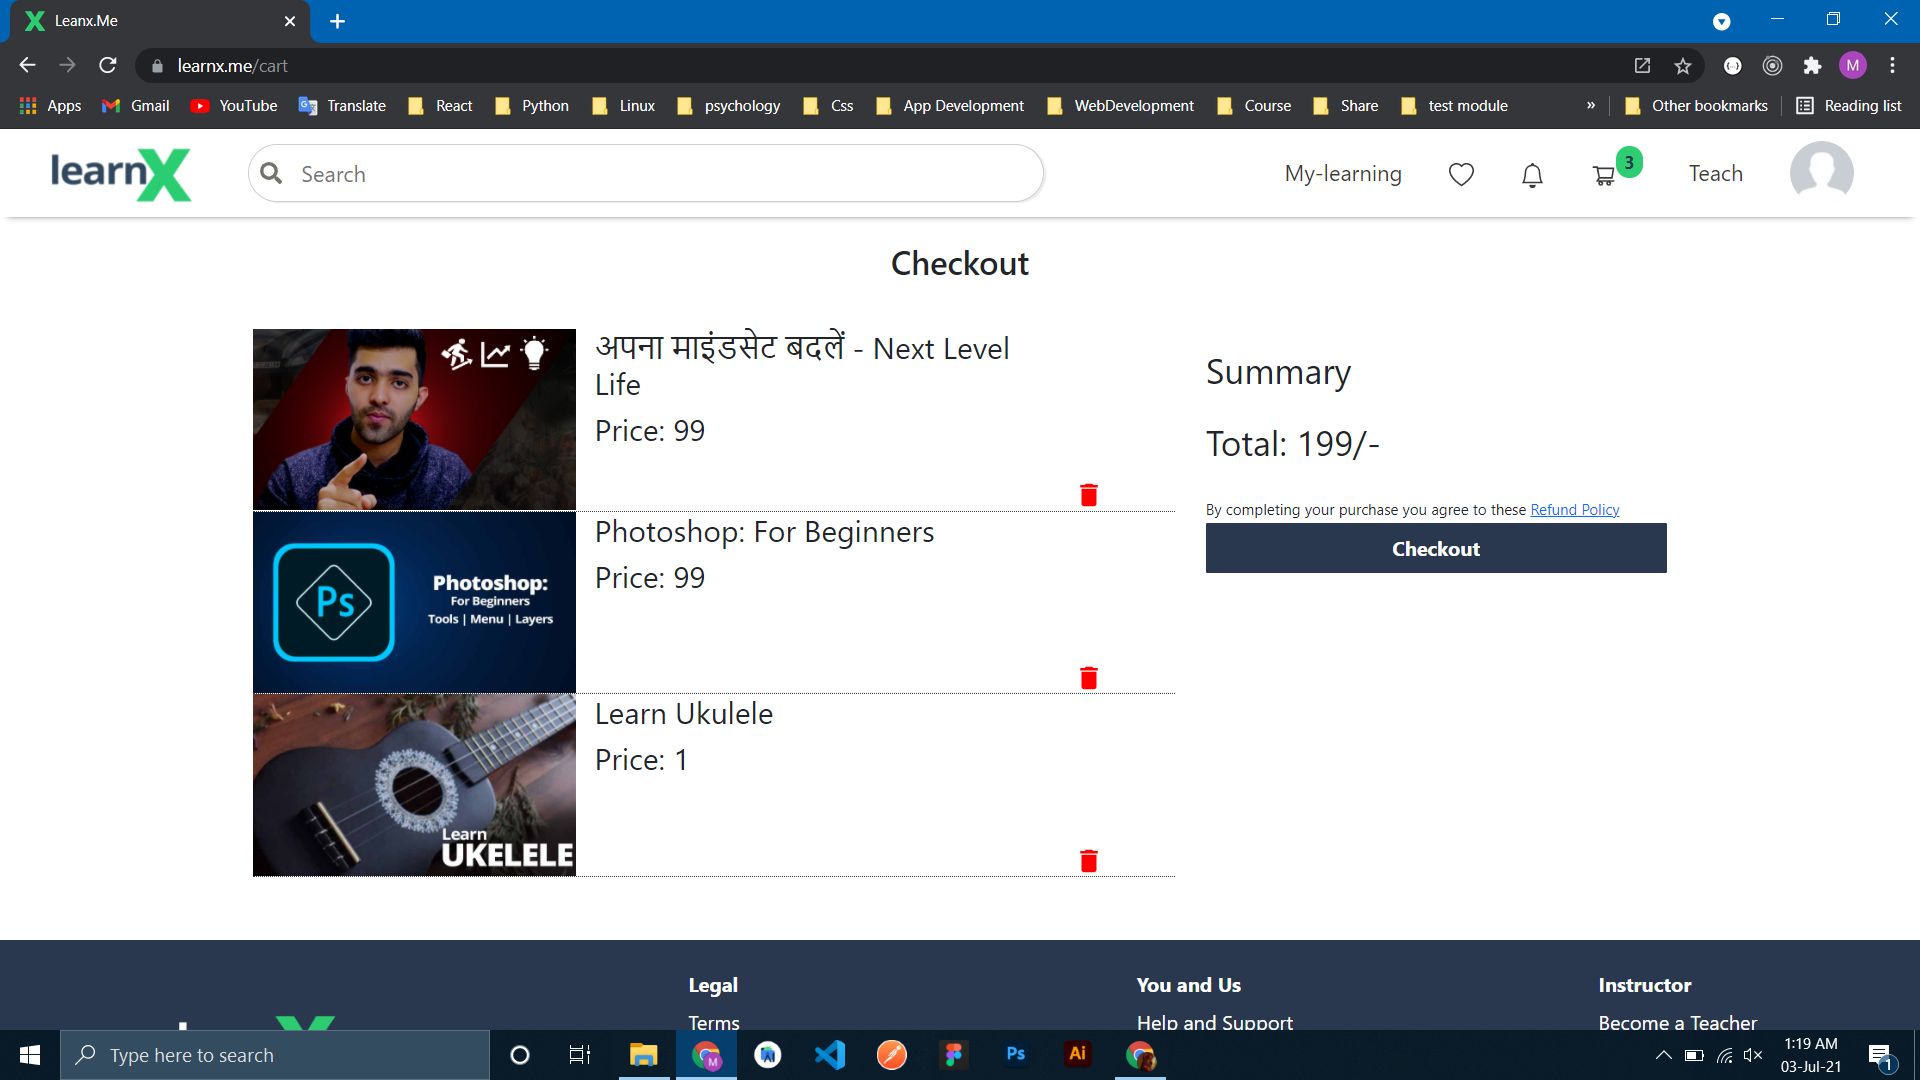 Leanx.Me
learnx.me/cart
Apps Gmail YouTube Translate React Python Linux psychology Css App Development WebDevelopment Course Share test module » Other bookmarks Reading list
M
learnX
Search
My-learning
3
Teach
Checkout
अपना माइंडसेट बदलें - Next Level
Life
Price: 99
Photoshop: For Beginners
Price: 99
Ps
Photoshop:
For Beginners
Tools | Menu | Layers
Learn Ukulele
Price: 1
Learn
UKELELE
Summary
Total: 199/-
By completing your purchase you agree to these Refund Policy
Checkout
Legal
Terms
You and Us
Help and Support
Instructor
Become a Teacher
Type here to search
M
Ps
Ai
1:19 AM
03-Jul-21
1